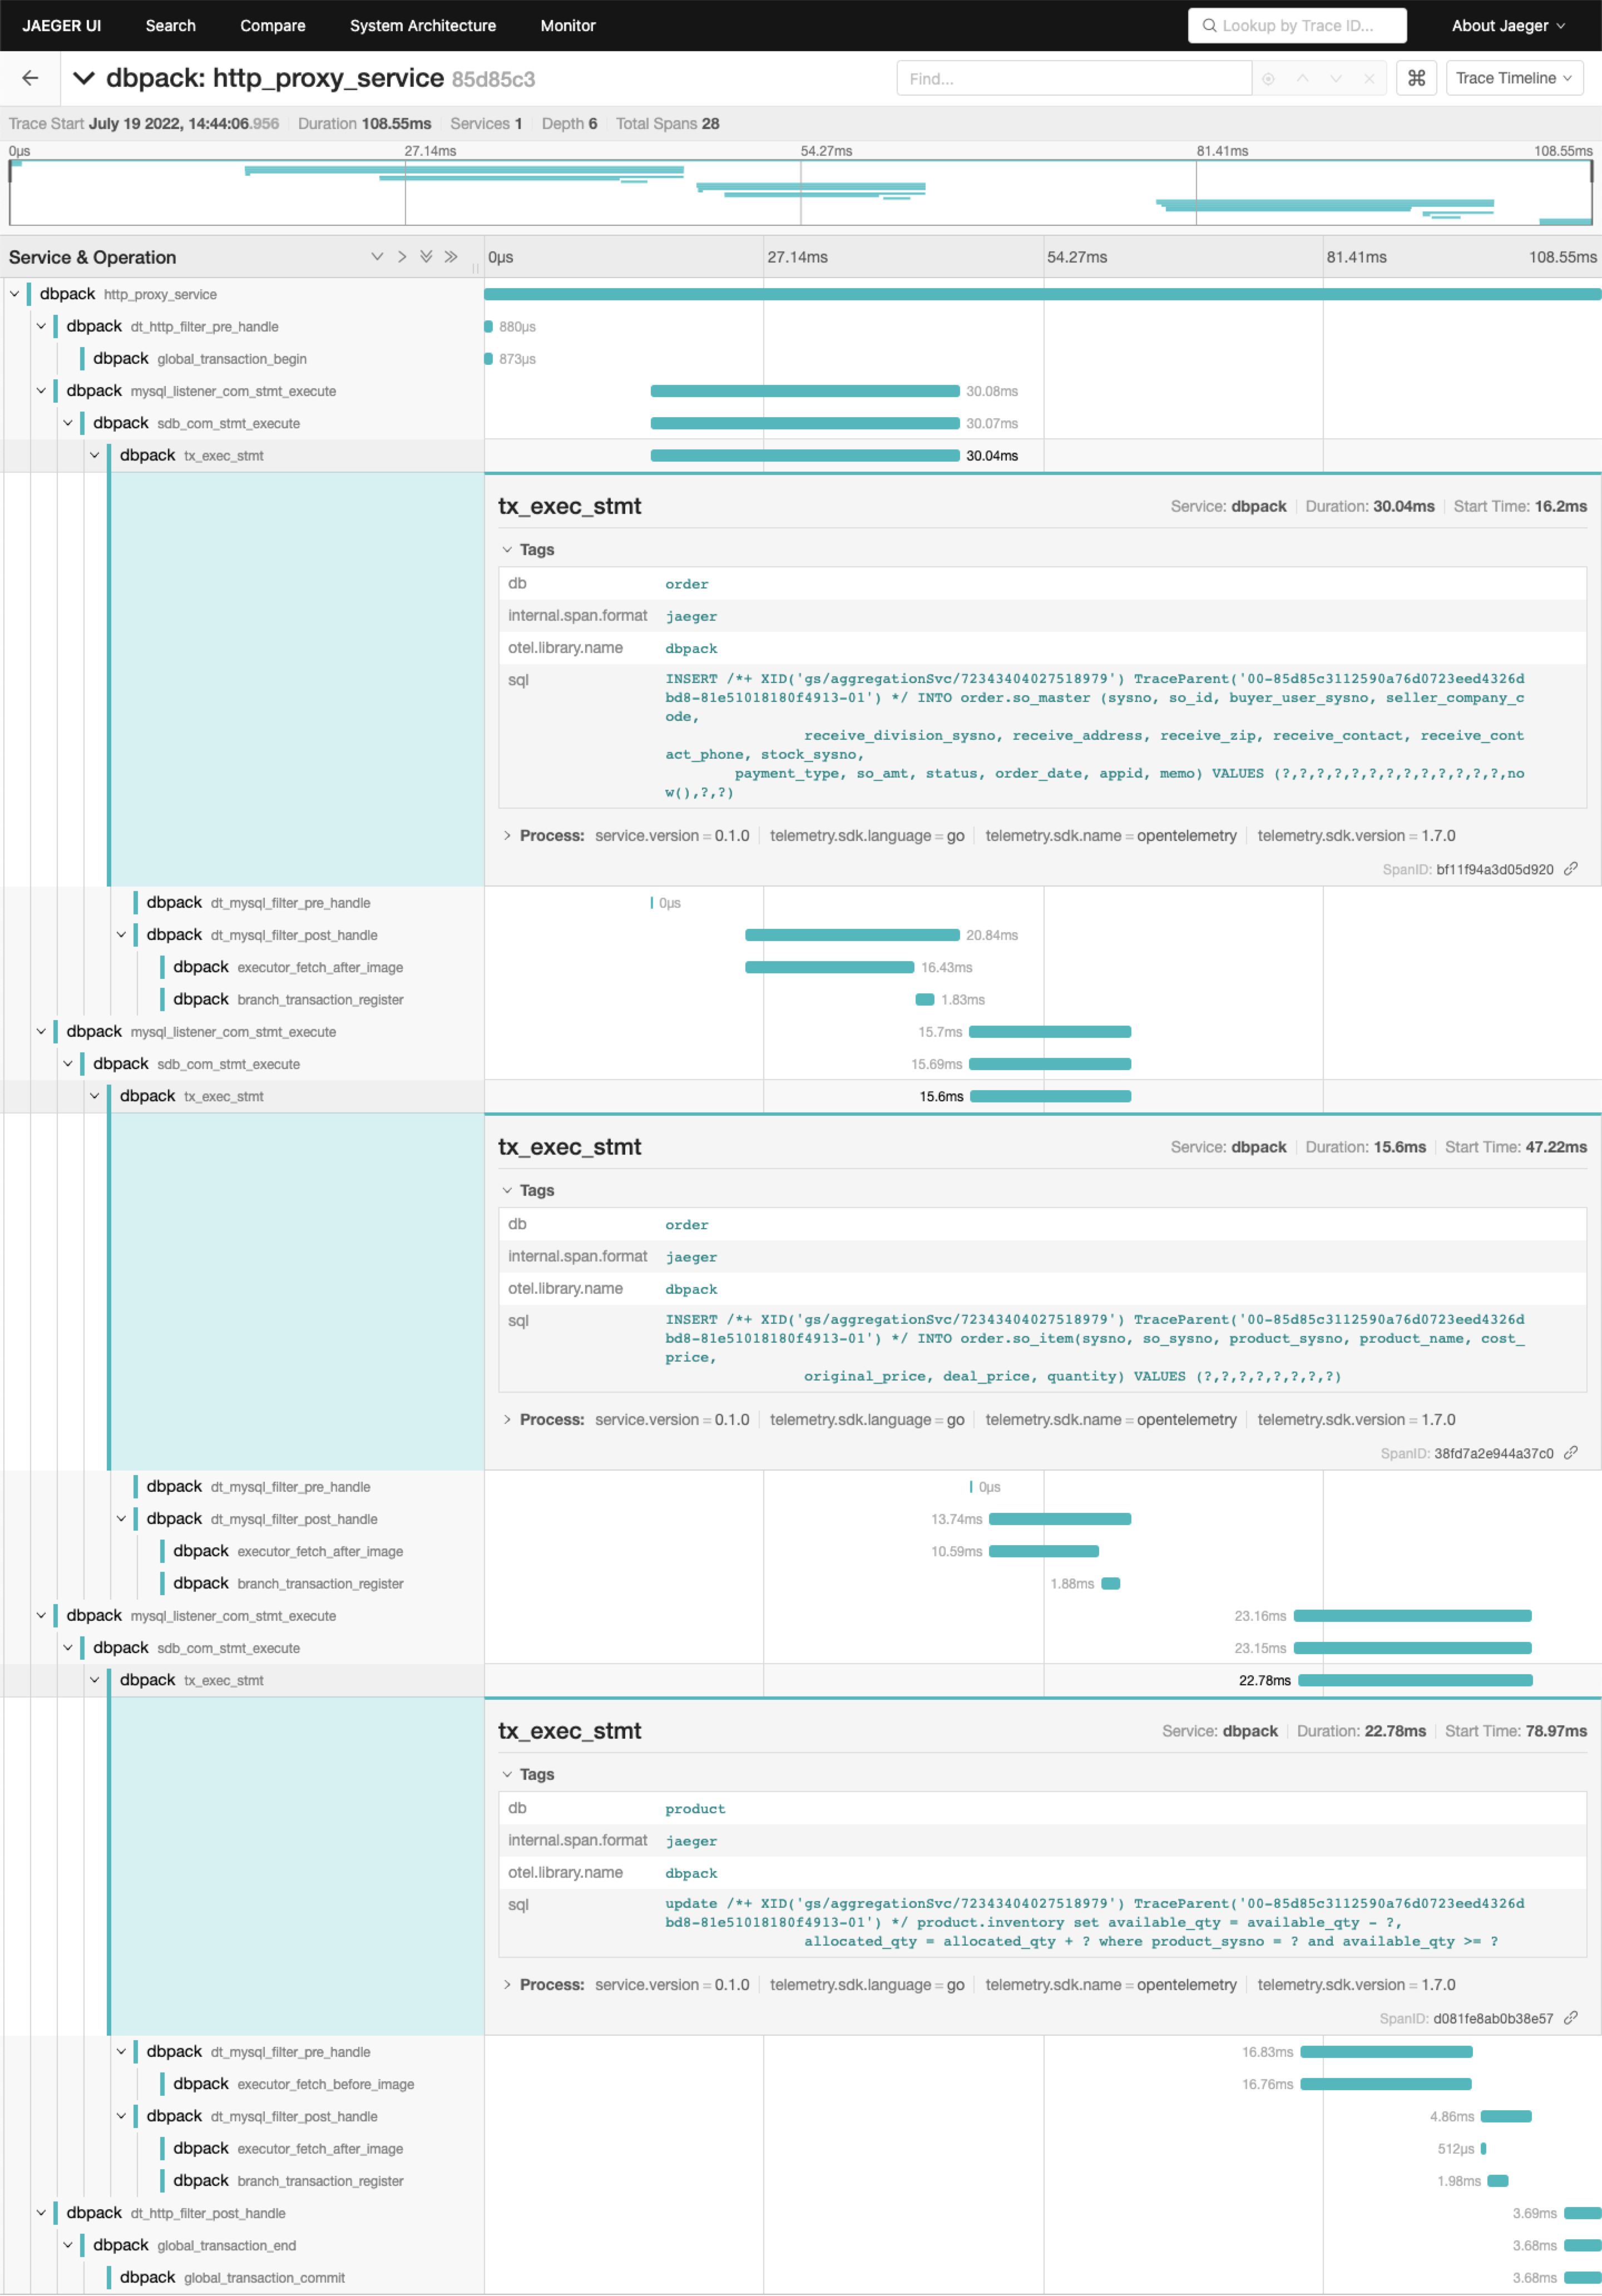 JAEGER UI Search Compare System Architecture Monitor Lookup by Trace ID... About Jaeger
dbpack: http_proxy_service 85d85c3 Find... ⌘ Trace Timeline
Trace Start July 19 2022, 14:44:06.956 Duration 108.55ms Services 1 Depth 6 Total Spans 28
0μs 27.14ms 54.27ms 81.41ms 108.55ms
Service & Operation 0μs 27.14ms 54.27ms 81.41ms 108.55ms
dbpack http_proxy_service
dbpack dt_http_filter_pre_handle 880μs
dbpack global_transaction_begin 873μs
dbpack mysql_listener_com_stmt_execute 30.08ms
dbpack sdb_com_stmt_execute 30.07ms
dbpack tx_exec_stmt 30.04ms
tx_exec_stmt Service: dbpack Duration: 30.04ms Start Time: 16.2ms
Tags
db order
internal.span.format jaeger
otel.library.name dbpack
sql INSERT /*+ XID('gs/aggregationSvc/72343404027518979') TraceParent('00-85d85c3112590a76d0723eed4326d
bd8-81e51018180f4913-01') */ INTO order.so_master (sysno, so_id, buyer_user_sysno, seller_company_c
ode,
receive_division_sysno, receive_address, receive_zip, receive_contact, receive_cont
act_phone, stock_sysno,
payment_type, so_amt, status, order_date, appid, memo) VALUES (?,?,?,?,?,?,?,?,?,?,?,?,?,no
w(),?,?)
Process: service.version = 0.1.0 telemetry.sdk.language = go telemetry.sdk.name = opentelemetry telemetry.sdk.version = 1.7.0
SpanID: bf11f94a3d05d920
dbpack dt_mysql_filter_pre_handle 0μs
dbpack dt_mysql_filter_post_handle 20.84ms
dbpack executor_fetch_after_image 16.43ms
dbpack branch_transaction_register 1.83ms
dbpack mysql_listener_com_stmt_execute 15.7ms
dbpack sdb_com_stmt_execute 15.69ms
dbpack tx_exec_stmt 15.6ms
tx_exec_stmt Service: dbpack Duration: 15.6ms Start Time: 47.22ms
Tags
db order
internal.span.format jaeger
otel.library.name dbpack
sql INSERT /*+ XID('gs/aggregationSvc/72343404027518979') TraceParent('00-85d85c3112590a76d0723eed4326d
bd8-81e51018180f4913-01') */ INTO order.so_item(sysno, so_sysno, product_sysno, product_name, cost_
price,
original_price, deal_price, quantity) VALUES (?,?,?,?,?,?,?,?)
Process: service.version = 0.1.0 telemetry.sdk.language = go telemetry.sdk.name = opentelemetry telemetry.sdk.version = 1.7.0
SpanID: 38fd7a2e944a37c0
dbpack dt_mysql_filter_pre_handle 0μs
dbpack dt_mysql_filter_post_handle 13.74ms
dbpack executor_fetch_after_image 10.59ms
dbpack branch_transaction_register 1.88ms
dbpack mysql_listener_com_stmt_execute 23.16ms
dbpack sdb_com_stmt_execute 23.15ms
dbpack tx_exec_stmt 22.78ms
tx_exec_stmt Service: dbpack Duration: 22.78ms Start Time: 78.97ms
Tags
db product
internal.span.format jaeger
otel.library.name dbpack
sql update /*+ XID('gs/aggregationSvc/72343404027518979') TraceParent('00-85d85c3112590a76d0723eed4326d
bd8-81e51018180f4913-01') */ product.inventory set available_qty = available_qty - ?,
allocated_qty = allocated_qty + ? where product_sysno = ? and available_qty >= ?
Process: service.version = 0.1.0 telemetry.sdk.language = go telemetry.sdk.name = opentelemetry telemetry.sdk.version = 1.7.0
SpanID: d081fe8ab0b38e57
dbpack dt_mysql_filter_pre_handle 16.83ms
dbpack executor_fetch_before_image 16.76ms
dbpack dt_mysql_filter_post_handle 4.86ms
dbpack executor_fetch_after_image 512μs
dbpack branch_transaction_register 1.98ms
dbpack dt_http_filter_post_handle 3.69ms
dbpack global_transaction_end 3.68ms
dbpack global_transaction_commit 3.68ms